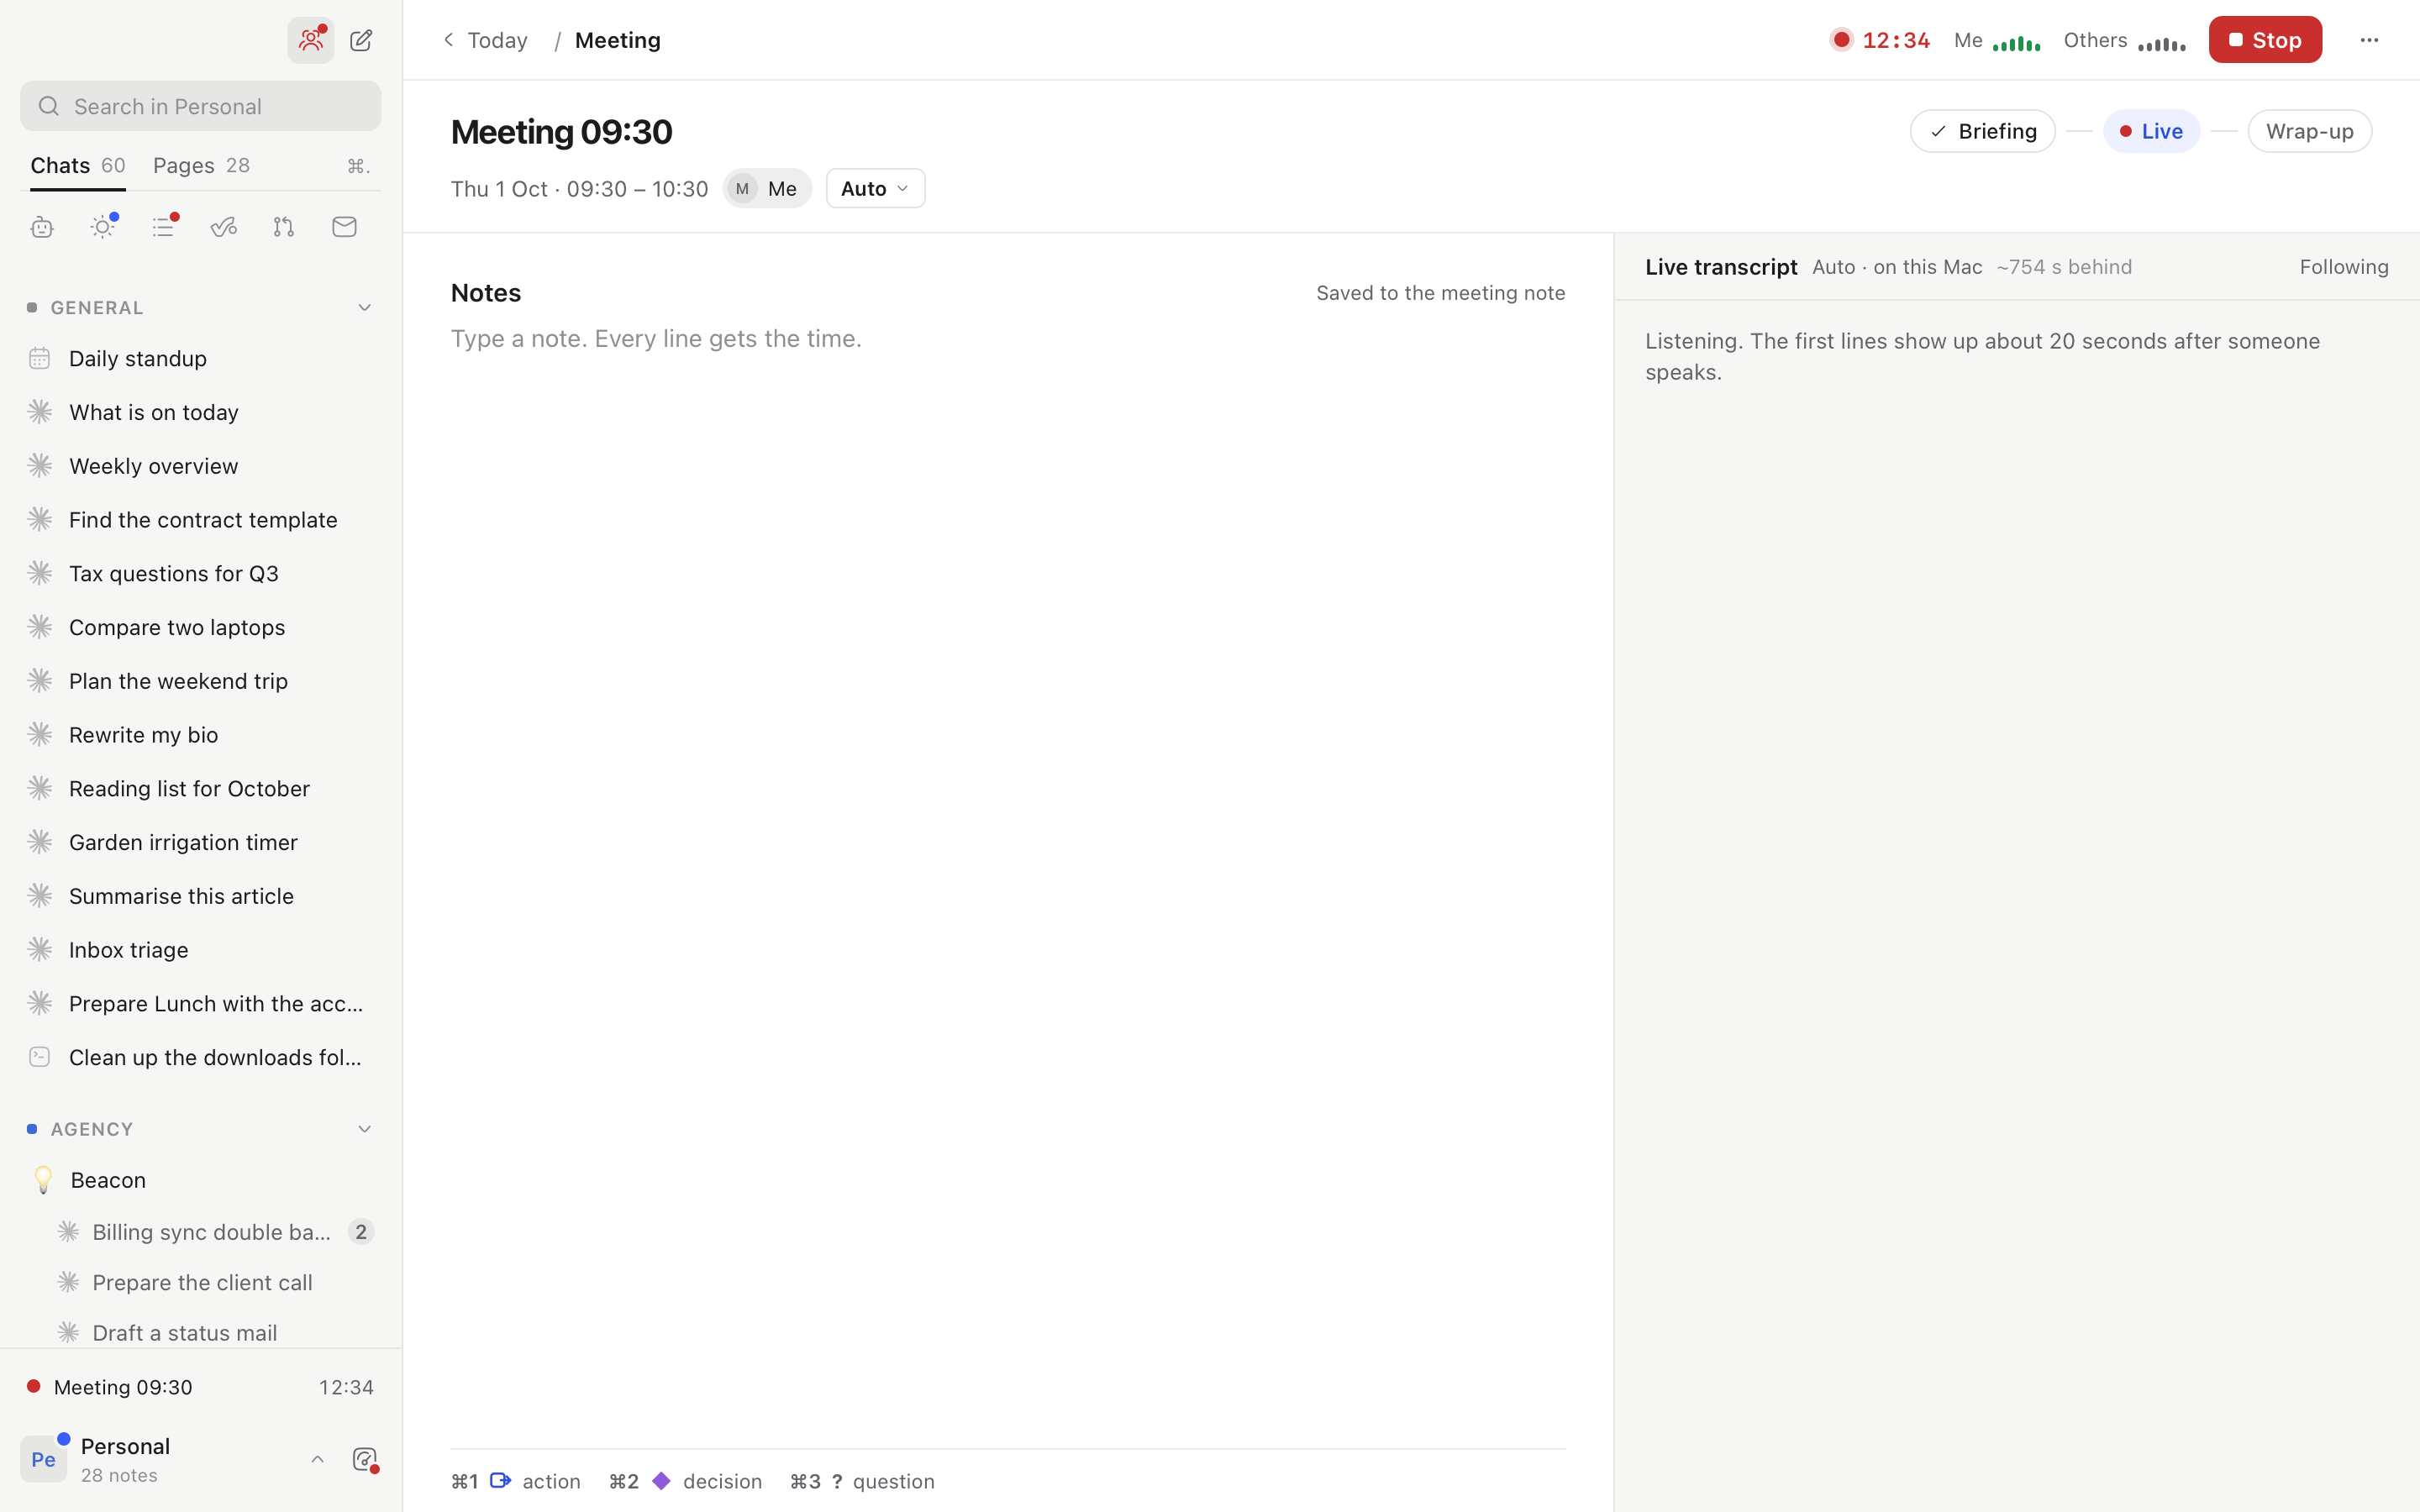 Search in Personal
Chats 60 Pages 28 ⌘.
GENERAL
Daily standup
What is on today
Weekly overview
Find the contract template
Tax questions for Q3
Compare two laptops
Plan the weekend trip
Rewrite my bio
Reading list for October
Garden irrigation timer
Summarise this article
Inbox triage
Prepare Lunch with the acc...
Clean up the downloads fol...
AGENCY
Beacon
Billing sync double ba... 2
Prepare the client call
Draft a status mail
Meeting 09:30 12:34
Pe Personal
28 notes
Today / Meeting
12:34 Me Others Stop
Meeting 09:30
Briefing Live Wrap-up
Thu 1 Oct · 09:30 – 10:30 M Me Auto
Notes Saved to the meeting note
Type a note. Every line gets the time.
⌘1 action ⌘2 decision ⌘3 ? question
Live transcript Auto · on this Mac ~754 s behind Following
Listening. The first lines show up about 20 seconds after someone
speaks.